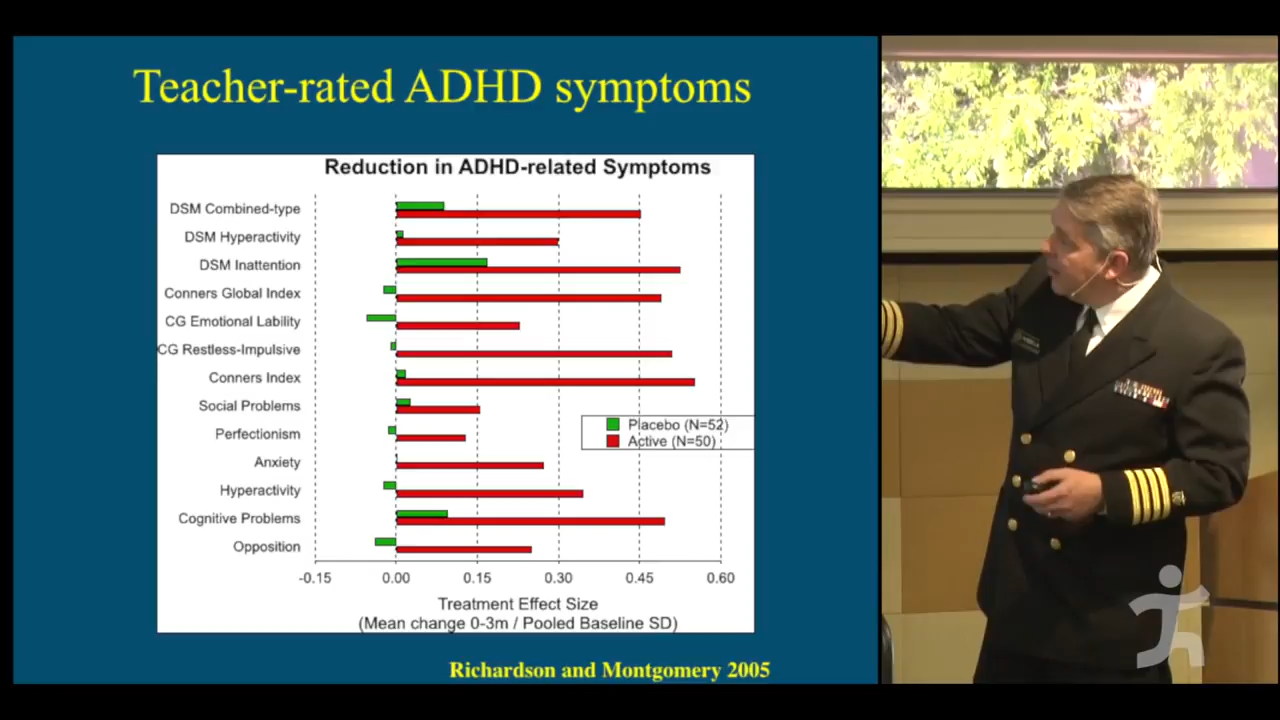 Teacher-rated ADHD symptoms
Reduction in ADHD-related Symptoms
DSM Combined-type
DSM Hyperactivity
DSM Inattention
Conners Global Index
CG Emotional Lability
CG Restless-Impulsive
Conners Index
Social Problems
Perfectionism
Anxiety
Hyperactivity
Cognitive Problems
Opposition
Placebo (N=52)
Active (N=50)
-0.15 0.00 0.15 0.30 0.45 0.60
Treatment Effect Size
(Mean change 0-3m / Pooled Baseline SD)
Richardson and Montgomery 2005